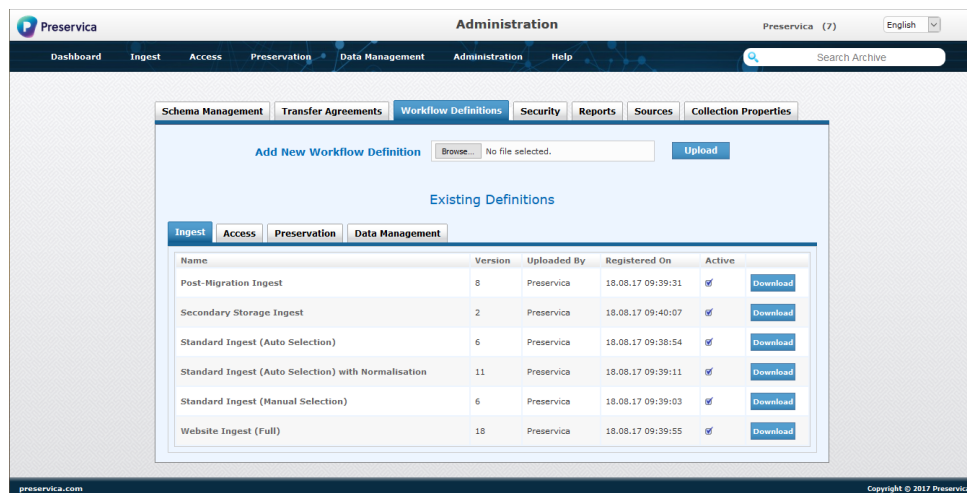 Preservica Administration Preservica (7) English
Dashboard Ingest Access Preservation Data Management Administration Help Search Archive
Schema Management Transfer Agreements Workflow Definitions Security Reports Sources Collection Properties
Add New Workflow Definition Browse... No file selected. Upload
Existing Definitions
Ingest Access Preservation Data Management
Name Version Uploaded By Registered On Active
Post-Migration Ingest 8 Preservica 18.08.17 09:39:31 Download
Secondary Storage Ingest 2 Preservica 18.08.17 09:40:07 Download
Standard Ingest (Auto Selection) 6 Preservica 18.08.17 09:38:54 Download
Standard Ingest (Auto Selection) with Normalisation 11 Preservica 18.08.17 09:39:11 Download
Standard Ingest (Manual Selection) 6 Preservica 18.08.17 09:39:03 Download
Website Ingest (Full) 18 Preservica 18.08.17 09:39:55 Download
preservica.com Copyright © 2017 Preservica